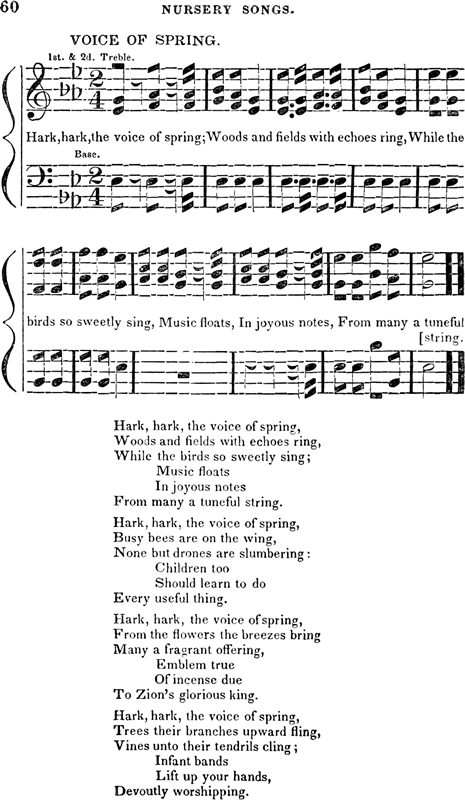 60
NURSERY SONGS.
VOICE OF SPRING.
1st. & 2d. Treble.
2
4
Hark,hark,the voice of spring;Woods and fields with echoes ring,While the
Base.
2
4
birds so sweetly sing, Music floats, In joyous notes, From many a tuneful
[string.
Hark, hark, the voice of spring,
Woods and fields with echoes ring,
While the birds so sweetly sing;
Music floats
In joyous notes
From many a tuneful string.
Hark, hark, the voice of spring,
Busy bees are on the wing,
None but drones are slumbering:
Children too
Should learn to do
Every useful thing.
Hark, hark, the voice of spring,
From the flowers the breezes bring
Many a fragrant offering,
Emblem true
Of incense due
To Zion's glorious king.
Hark, hark, the voice of spring,
Trees their branches upward fling,
Vines unto their tendrils cling;
Infant bands
Lift up your hands,
Devoutly worshipping.